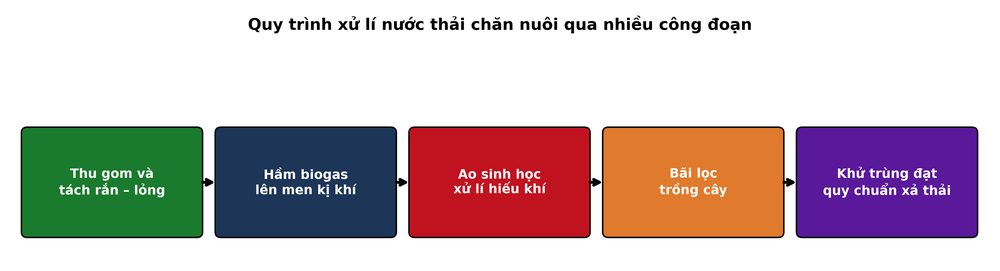 Quy trình xử lí nước thải chăn nuôi qua nhiều công đoạn
Thu gom và
tách rắn – lỏng
Hầm biogas
lên men kị khí
Ao sinh học
xử lí hiếu khí
Bãi lọc
trồng cây
Khử trùng đạt
quy chuẩn xả thải